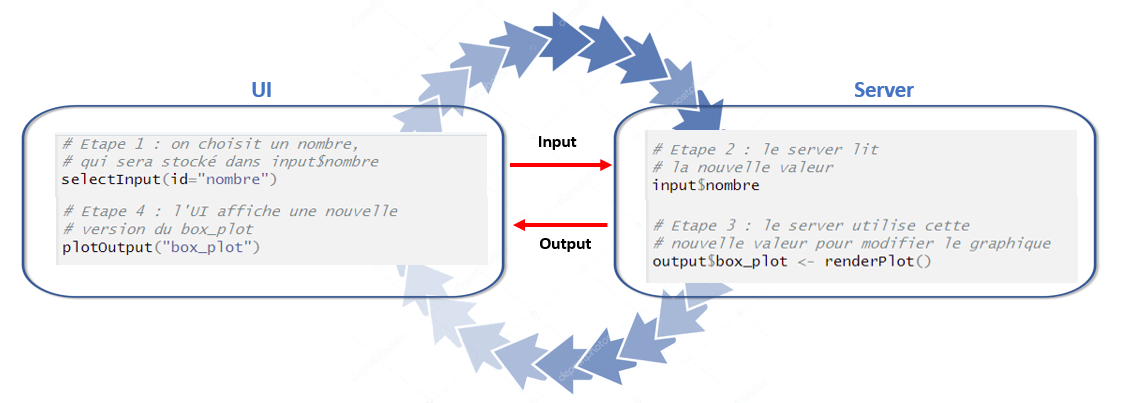 UI
# Etape 1 : on choisit un nombre,
# qui sera stocké dans input$nombre
selectInput(id="nombre")
# Etape 4 : l'UI affiche une nouvelle
# version du box_plot
plotOutput("box_plot")
Input
Output
Server
# Etape 2 : le server lit
# la nouvelle valeur
input$nombre
# Etape 3 : le server utilise cette
# nouvelle valeur pour modifier le graphique
output$box_plot <- renderPlot()